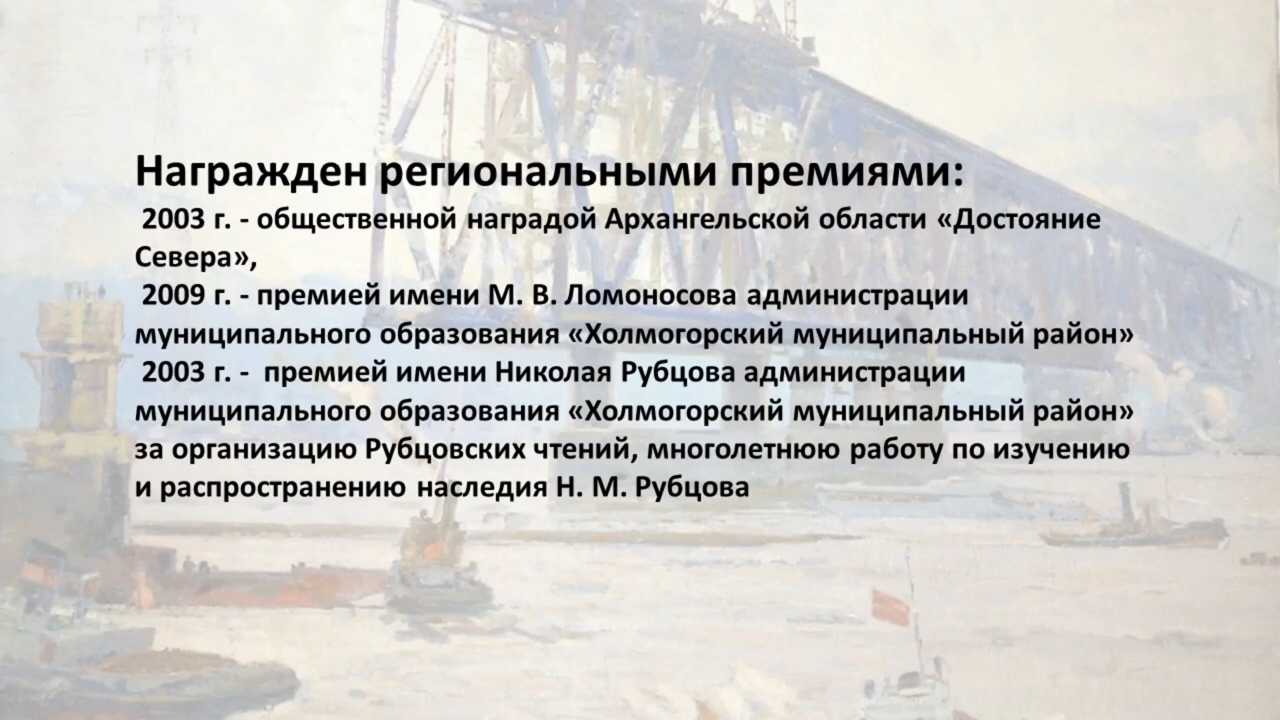 Награжден региональными премиями:
2003 г. - общественной наградой Архангельской области «Достояние
Севера»,
2009 г. - премией имени М. В. Ломоносова администрации
муниципального образования «Холмогорский муниципальный район»
2003 г. -  премией имени Николая Рубцова администрации
муниципального образования «Холмогорский муниципальный район»
за организацию Рубцовских чтений, многолетнюю работу по изучению
и распространению наследия Н. М. Рубцова